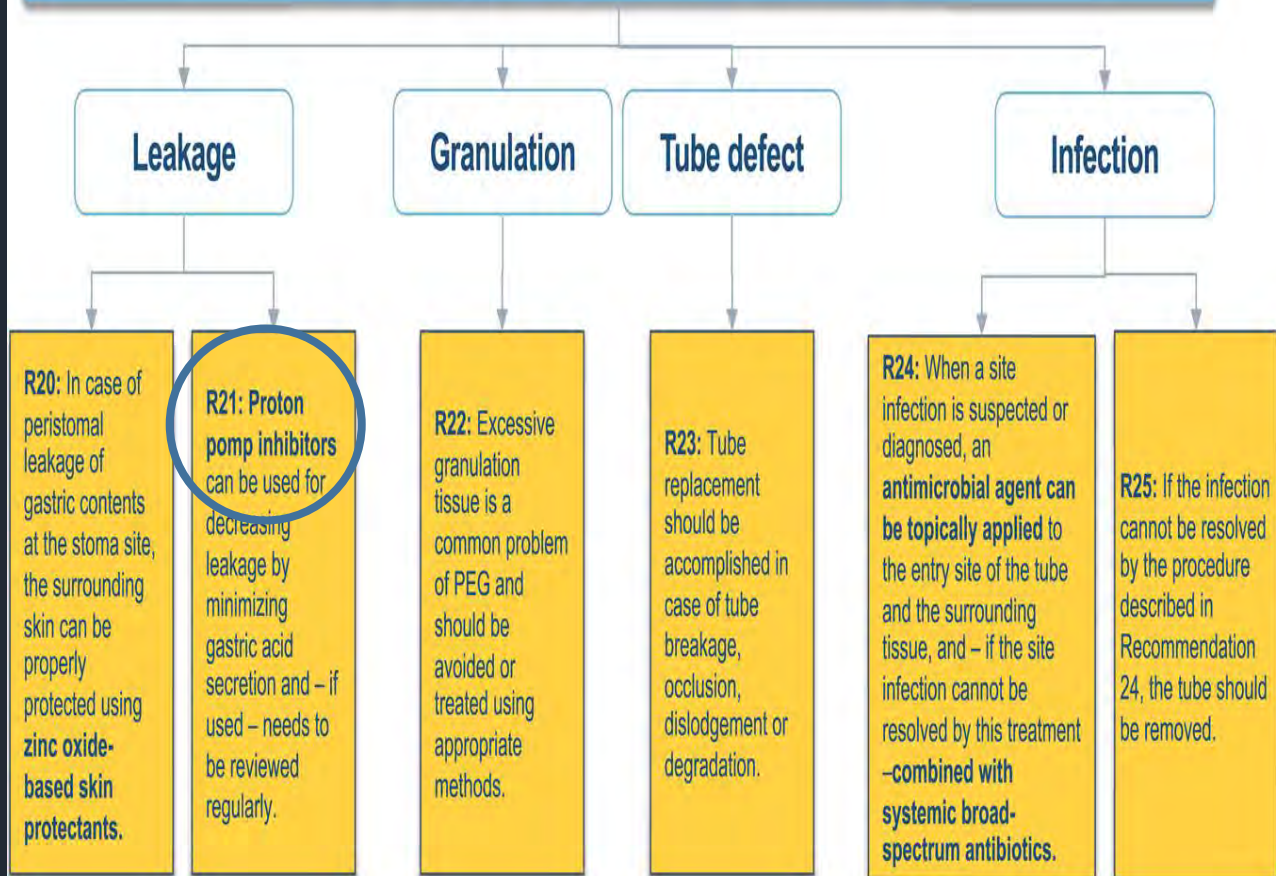 Leakage
Granulation
Tube defect
Infection
R20: In case of
peristomal
leakage of
gastric contents
at the stoma site,
the surrounding
skin can be
properly
protected using
zinc oxide-
based skin
protectants.
R21: Proton
pomp inhibitors
can be used for
decreasing
leakage by
minimizing
gastric acid
secretion and – if
used – needs to
be reviewed
regularly.
R22: Excessive
granulation
tissue is a
common problem
of PEG and
should be
avoided or
treated using
appropriate
methods.
R23: Tube
replacement
should be
accomplished in
case of tube
breakage,
occlusion,
dislodgement or
degradation.
R24: When a site
infection is suspected or
diagnosed, an
antimicrobial agent can
be topically applied to
the entry site of the tube
and the surrounding
tissue, and – if the site
infection cannot be
resolved by this treatment
–combined with
systemic broad-
spectrum antibiotics.
R25: If the infection
cannot be resolved
by the procedure
described in
Recommendation
24, the tube should
be removed.